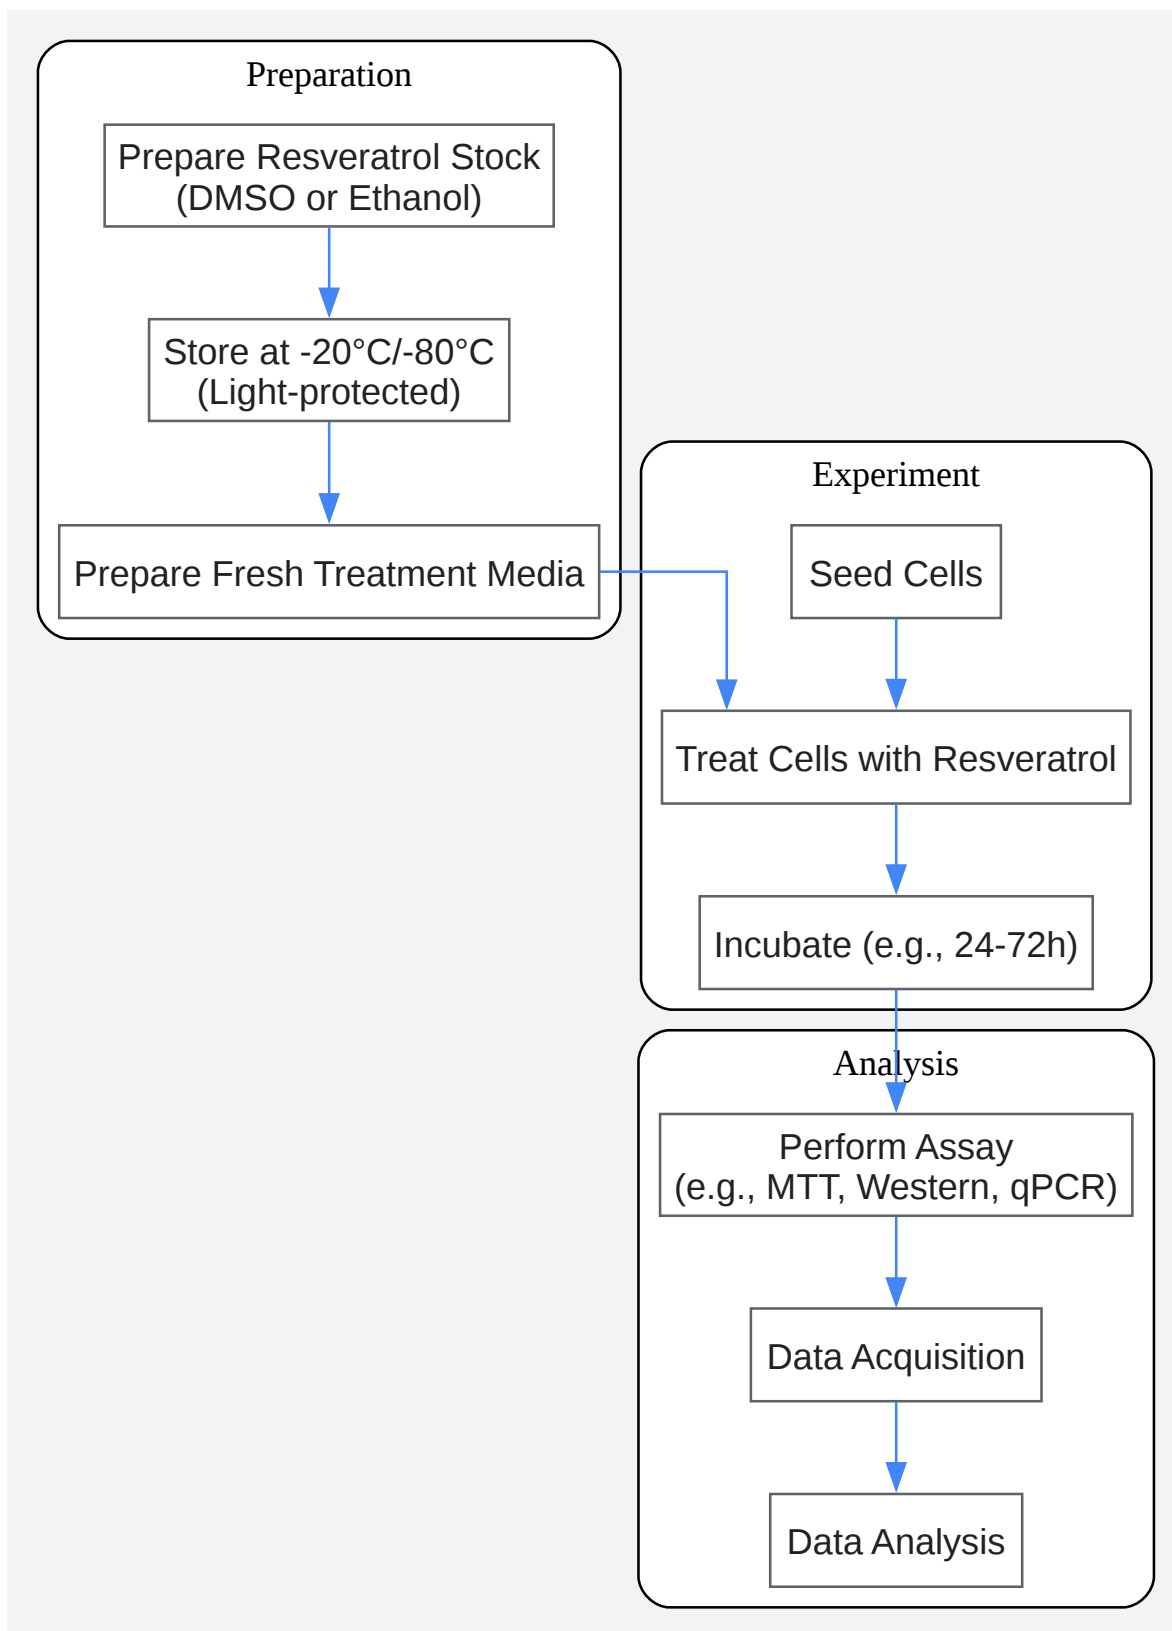 Preparation
Prepare Resveratrol Stock
(DMSO or Ethanol)
Store at -20°C/-80°C
(Light-protected)
Prepare Fresh Treatment Media
Experiment
Seed Cells
Treat Cells with Resveratrol
Incubate (e.g., 24-72h)
Analysis
Perform Assay
(e.g., MTT, Western, qPCR)
Data Acquisition
Data Analysis